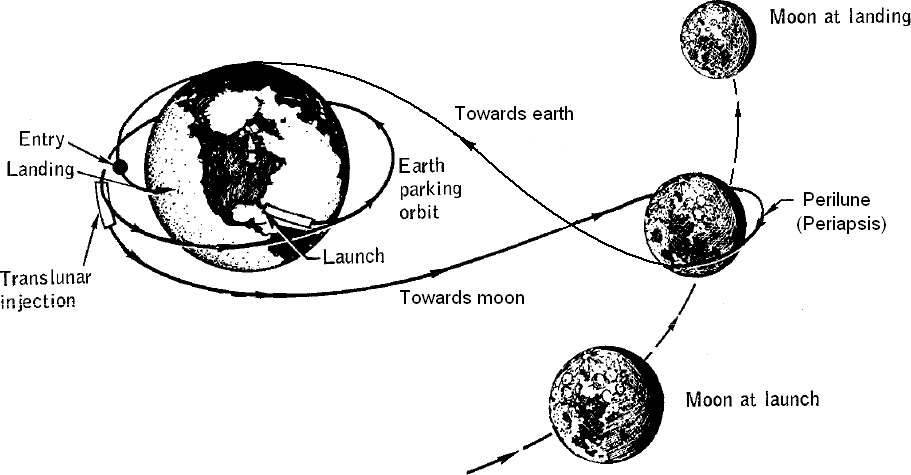 Moon at landing
Towards earth
Entry
Landing
Earth
parking
orbit
Perilune
(Periapsis)
Launch
Translunar
injection
Towards moon
Moon at launch